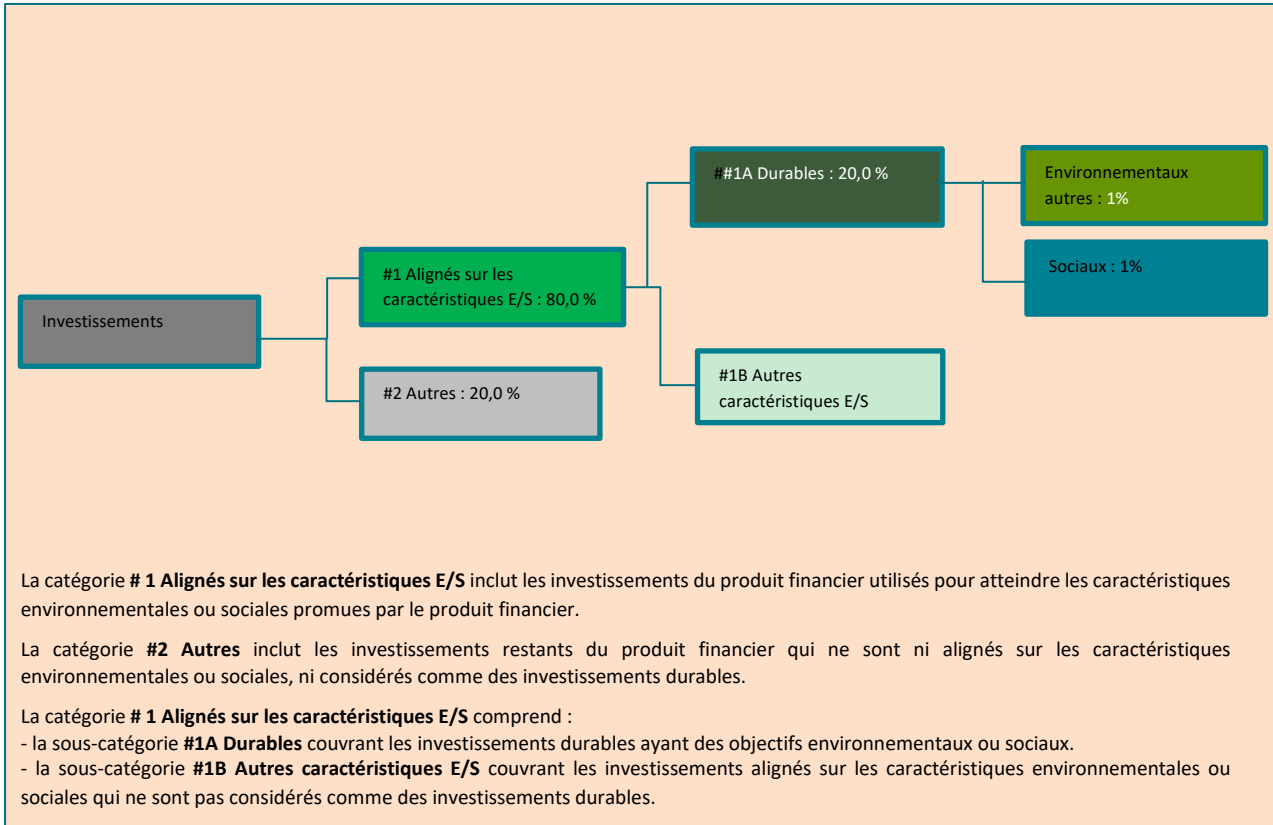 ##1A Durables : 20,0 %
Environnementaux
autres : 1%
Sociaux : 1%
#1 Alignés sur les
caractéristiques E/S : 80,0 %
Investissements
#2 Autres : 20,0 %
#1B Autres
caractéristiques E/S
La catégorie # 1 Alignés sur les caractéristiques E/S inclut les investissements du produit financier utilisés pour atteindre les caractéristiques
environnementales ou sociales promues par le produit financier.
La catégorie #2 Autres inclut les investissements restants du produit financier qui ne sont ni alignés sur les caractéristiques
environnementales ou sociales, ni considérés comme des investissements durables.
La catégorie # 1 Alignés sur les caractéristiques E/S comprend :
- la sous-catégorie #1A Durables couvrant les investissements durables ayant des objectifs environnementaux ou sociaux.
- la sous-catégorie #1B Autres caractéristiques E/S couvrant les investissements alignés sur les caractéristiques environnementales ou
sociales qui ne sont pas considérés comme des investissements durables.